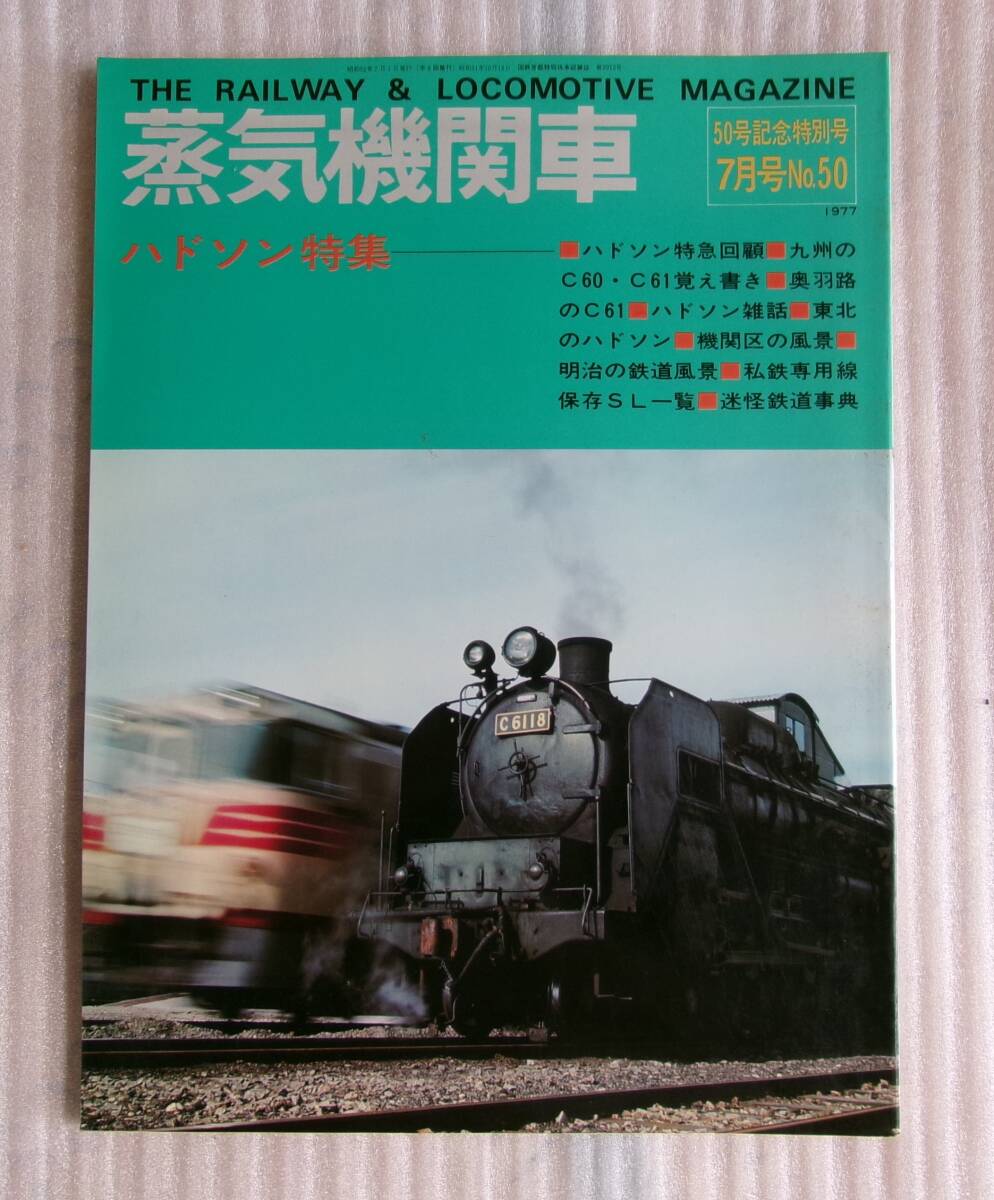 THE RAILWAY & LOCOMOTIVE MAGAZINE
蒸気機関車
50号記念特別号
7月号No.50
1977
ハドソン特集
■ハドソン特急回顧■九州の
C60・C61覚え書き■奥羽路
のC61■ハドソン雑話■東北
のハドソン■機関区の風景■
明治の鉄道風景■私鉄専用線
保存SL一覧■迷怪鉄道事典
C6118